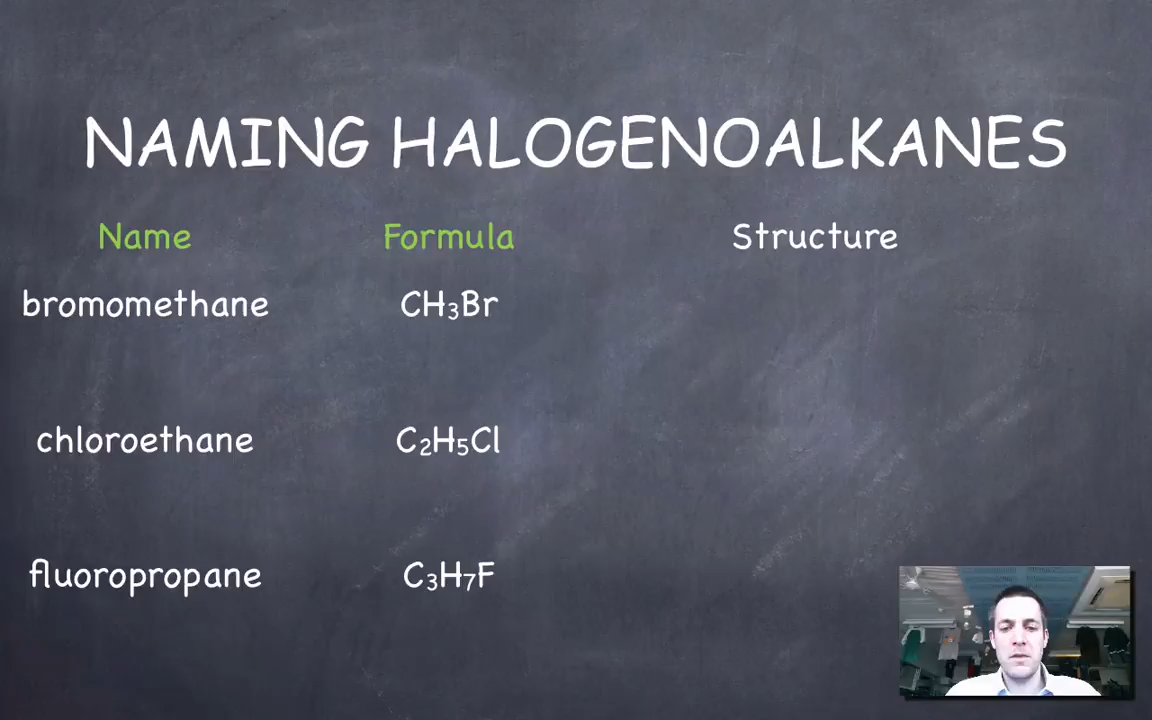 NAMING HALOGENOALKANES
Name Formula Structure
bromomethane CH₃Br
chloroethane C₂H₅Cl
fluoropropane C₃H₇F